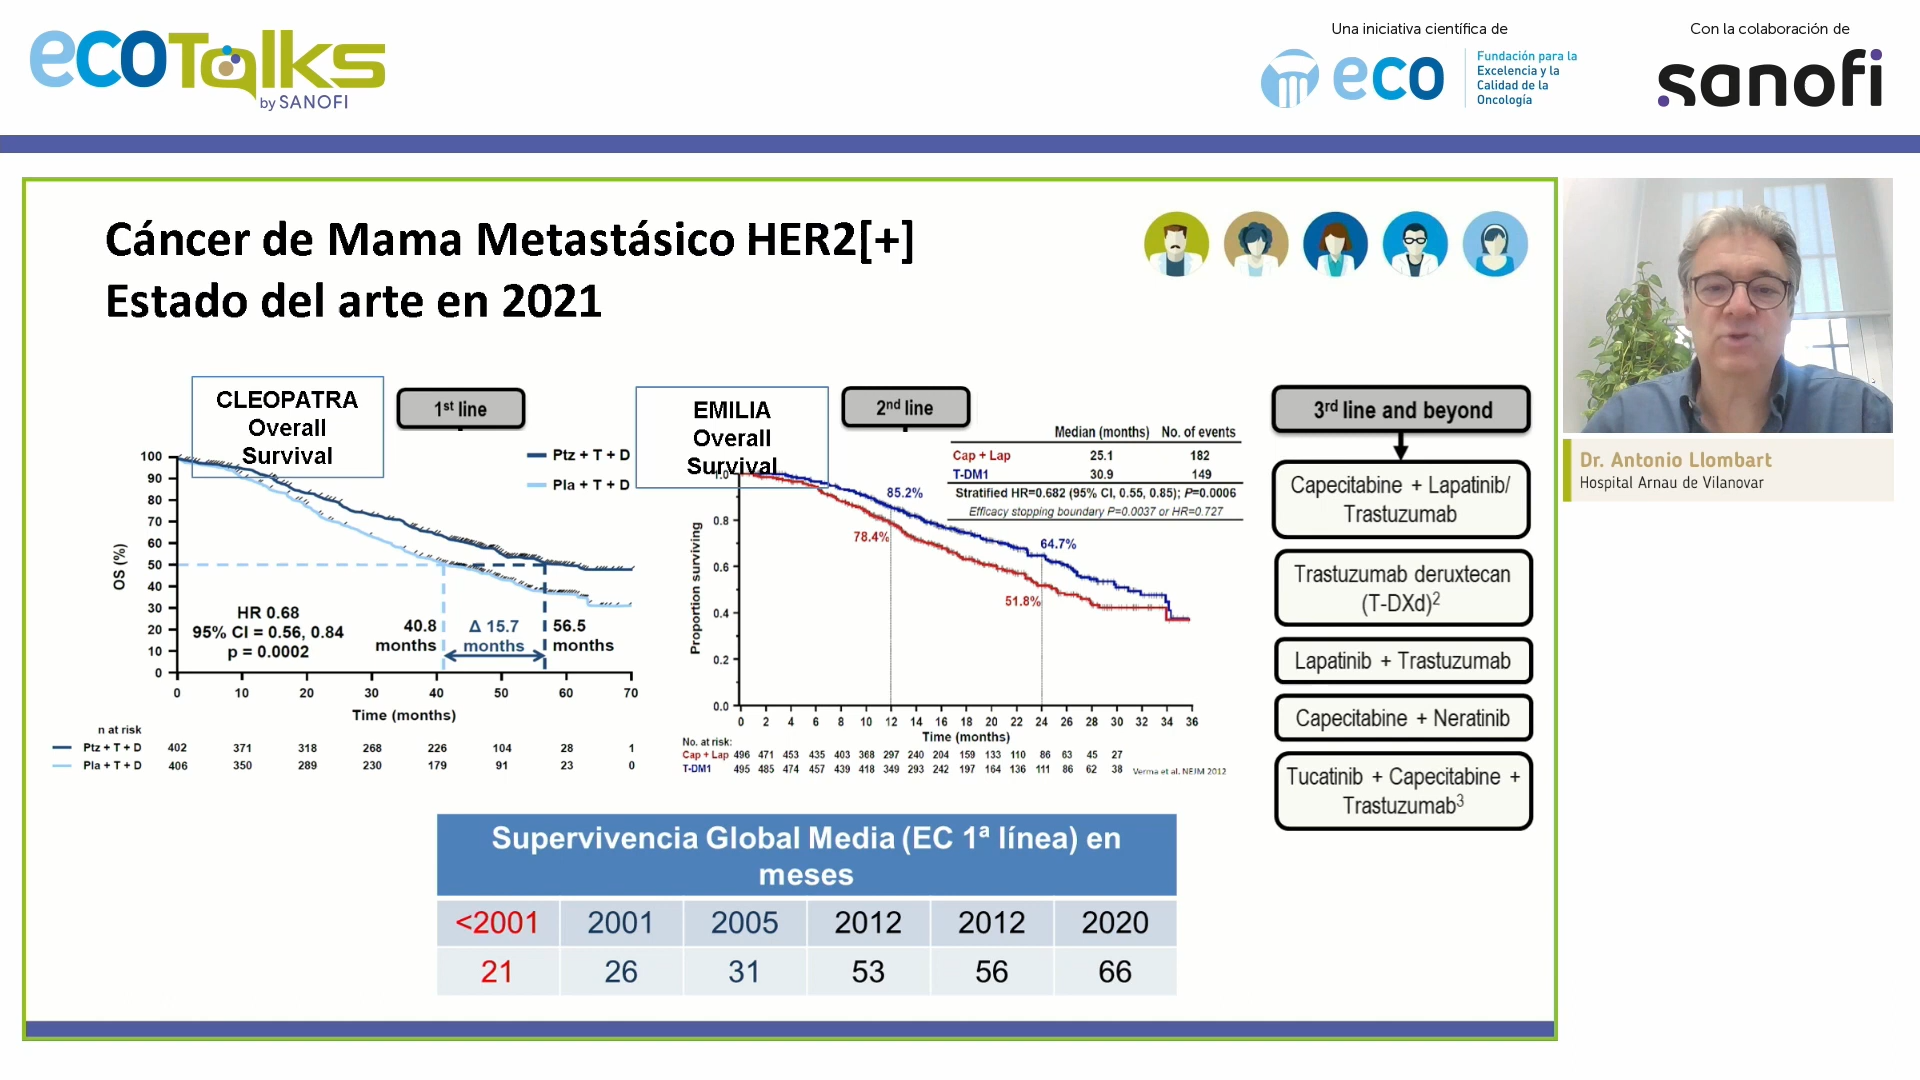 ecoTalks
by SANOFI
Una iniciativa científica de
eco
Fundación para la
Excelencia y la
Calidad de la
Oncología
Con la colaboración de
sanofi
Cáncer de Mama Metastásico HER2[+]
Estado del arte en 2021
CLEOPATRA
Overall
Survival
1st line
Ptz + T + D
Pla + T + D
OS (%)
100
90
80
70
60
50
40
30
20
10
0
HR 0.68
95% CI = 0.56, 0.84
p = 0.0002
40.8
months
Δ 15.7
months
56.5
months
0 10 20 30 40 50 60 70
Time (months)
n at risk
Ptz + T + D 402 371 318 268 226 104 28 1
Pla + T + D 406 350 289 230 179 91 23 0
EMILIA
Overall
Survival
2nd line
Median (months) No. of events
Cap + Lap 25.1 182
T-DM1 30.9 149
Stratified HR=0.682 (95% CI, 0.55, 0.85); P=0.0006
Efficacy stopping boundary P=0.0037 or HR=0.727
Proportion surviving
1.0
0.8
0.6
0.4
0.2
0.0
85.2%
78.4%
64.7%
51.8%
0 2 4 6 8 10 12 14 16 18 20 22 24 26 28 30 32 34 36
Time (months)
No. at risk:
Cap + Lap 496 471 453 435 403 368 297 240 204 159 133 110 86 63 45 27
T-DM1 495 485 474 457 439 418 349 293 242 197 164 136 111 86 62 38
Verma et al. NEJM 2012
3rd line and beyond
Capecitabine + Lapatinib/
Trastuzumab
Trastuzumab deruxtecan
(T-DXd)2
Lapatinib + Trastuzumab
Capecitabine + Neratinib
Tucatinib + Capecitabine +
Trastuzumab3
Supervivencia Global Media (EC 1ª línea) en
meses
<2001 2001 2005 2012 2012 2020
21 26 31 53 56 66
Dr. Antonio Llombart
Hospital Arnau de Vilanovar